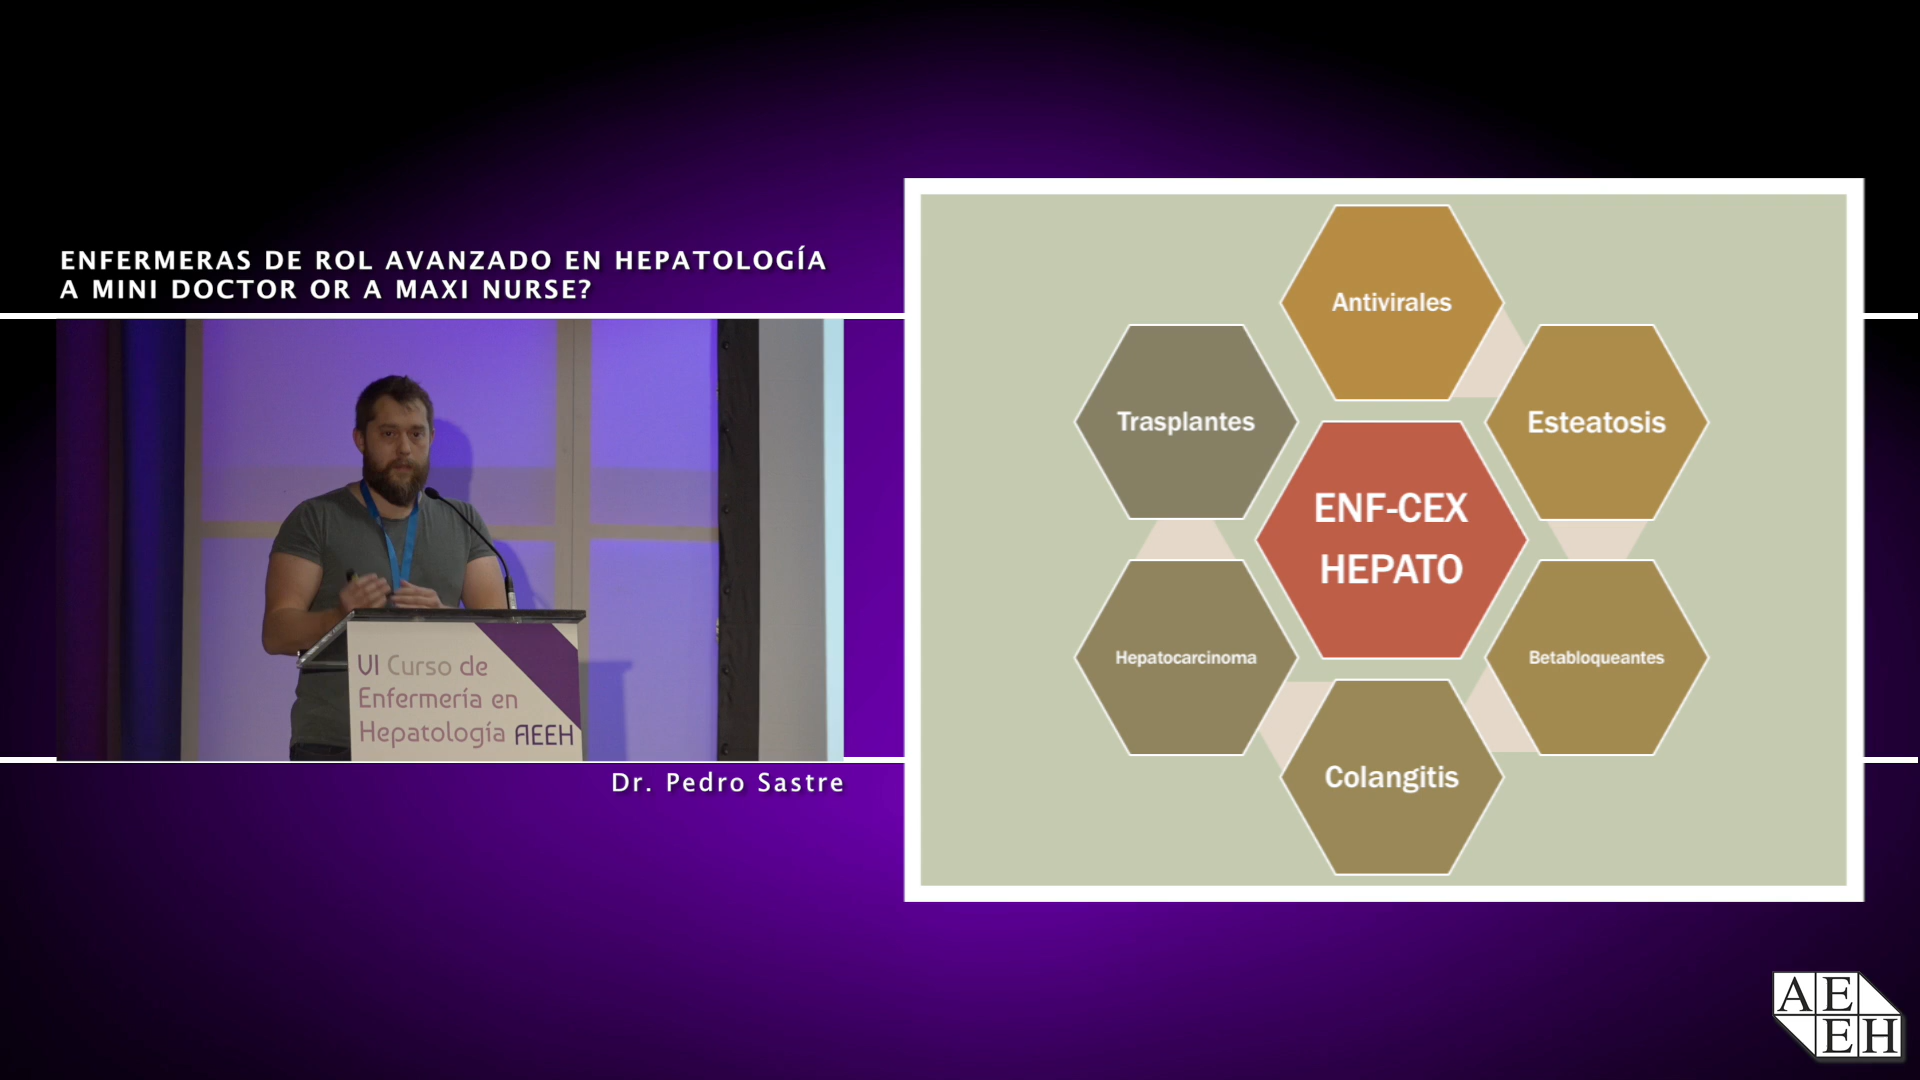 ENFERMERAS DE ROL AVANZADO EN HEPATOLOGÍA
A MINI DOCTOR OR A MAXI NURSE?
VI Curso de
Enfermería en
Hepatología AEEH
Dr. Pedro Sastre
Antivirales
Trasplantes
Esteatosis
ENF-CEX
HEPATO
Hepatocarcinoma
Betabloqueantes
Colangitis
AE
EH